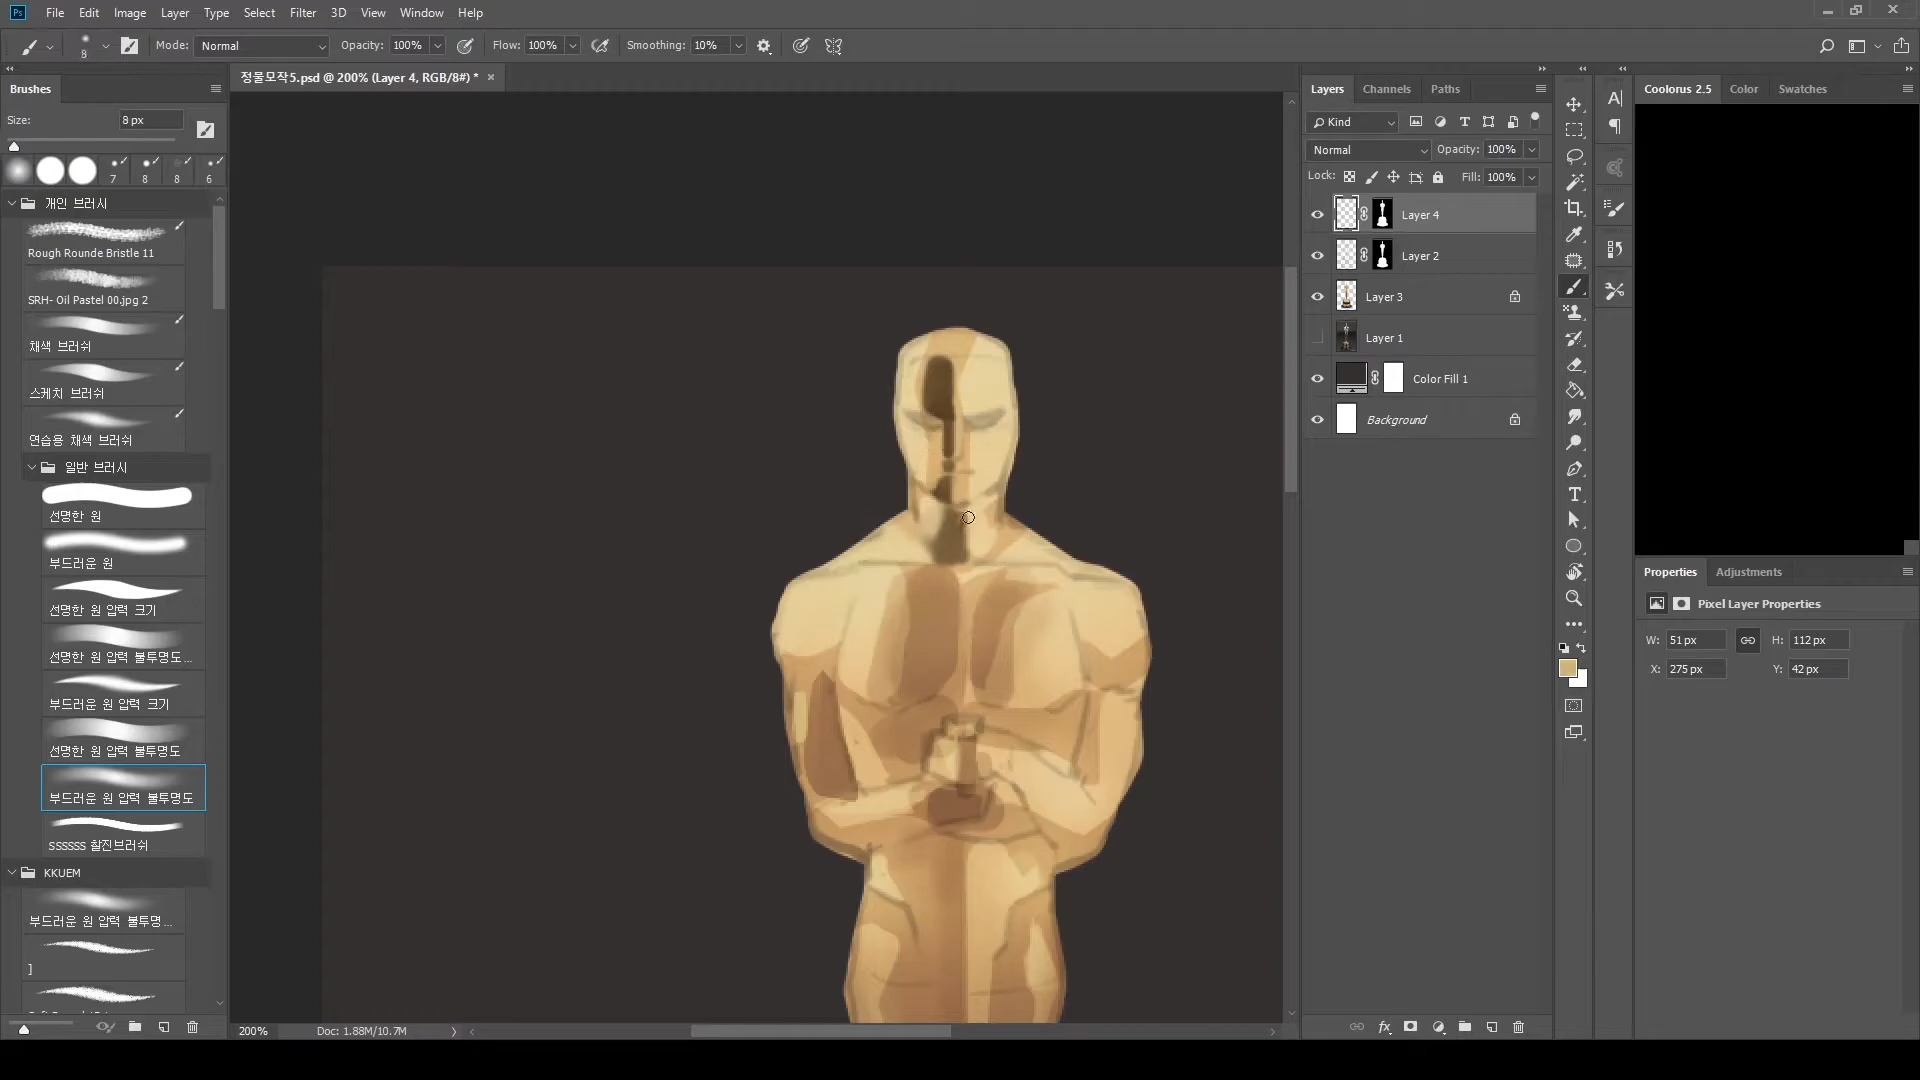 Ps File Edit Image Layer Type Select Filter 3D View Window Help
8 Mode: Normal Opacity: 100% Flow: 100% Smoothing: 10%
Brushes
Size: 8 px
7 8 8 6
개인 브러시
Rough Rounde Bristle 11
SRH- Oil Pastel 00.jpg 2
채색 브러쉬
스케치 브러쉬
연습용 채색 브러쉬
일반 브러시
선명한 원
부드러운 원
선명한 원 압력 크기
선명한 원 압력 불투명도...
부드러운 원 압력 크기
선명한 원 압력 불투명도
부드러운 원 압력 불투명도
ssssss 찰진브러쉬
KKUEM
부드러운 원 압력 불투명...
]
정물모작5.psd @ 200% (Layer 4, RGB/8#) * ×
200% Doc: 1.88M/10.7M
Layers Channels Paths
Kind
Normal Opacity: 100%
Lock: Fill: 100%
Layer 4
Layer 2
Layer 3
Layer 1
Color Fill 1
Background
Coolorus 2.5 Color Swatches
Properties Adjustments
Pixel Layer Properties
W: 51 px H: 112 px
X: 275 px Y: 42 px